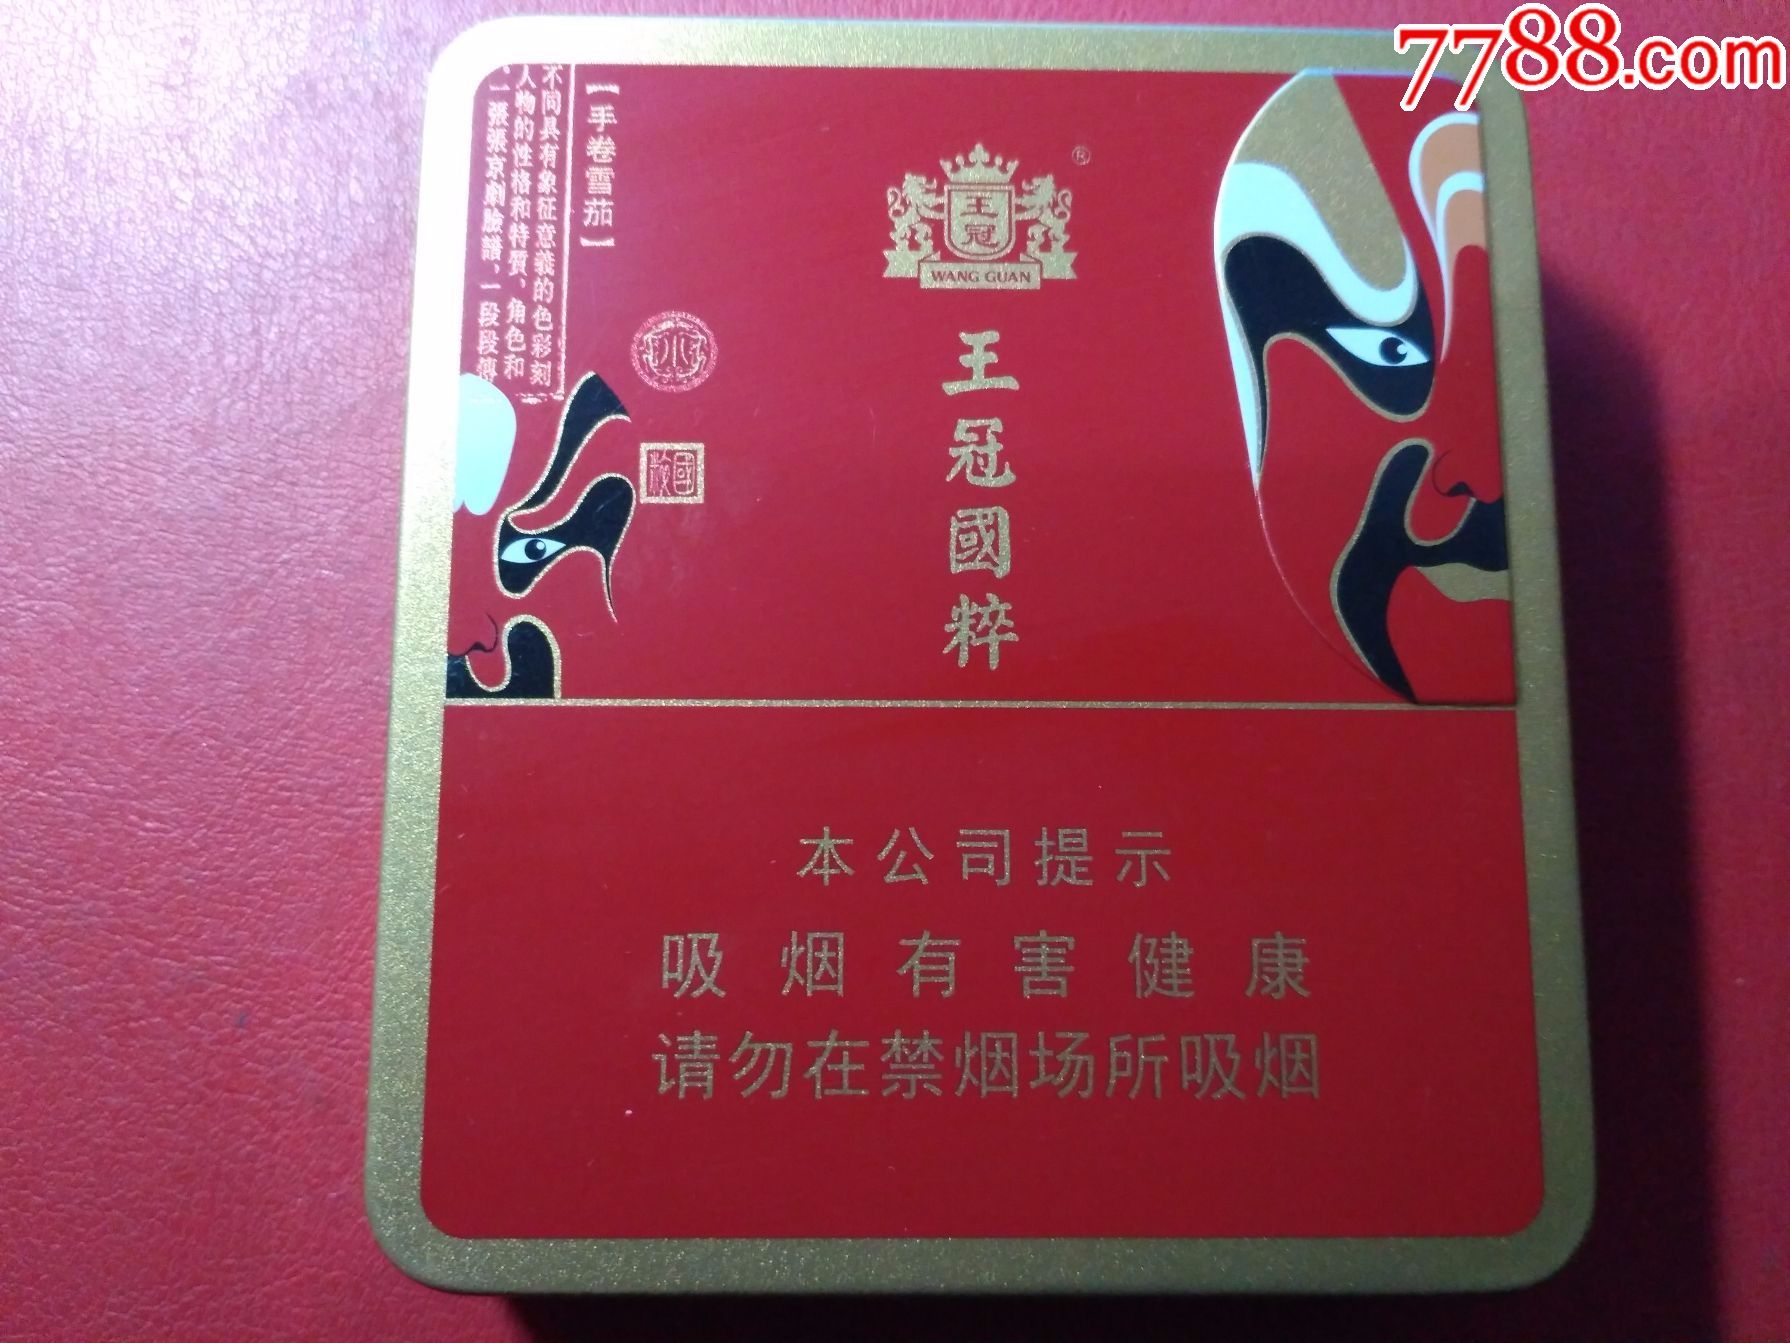 7788.com
【手卷雪茄】
不同具有象征意義的色彩刻
人物的性格和特質、角色和
、一張張京劇臉譜，一段段傳
王冠
®
WANG GUAN
國粹
王冠國粹
本公司提示
吸烟有害健康
请勿在禁烟场所吸烟